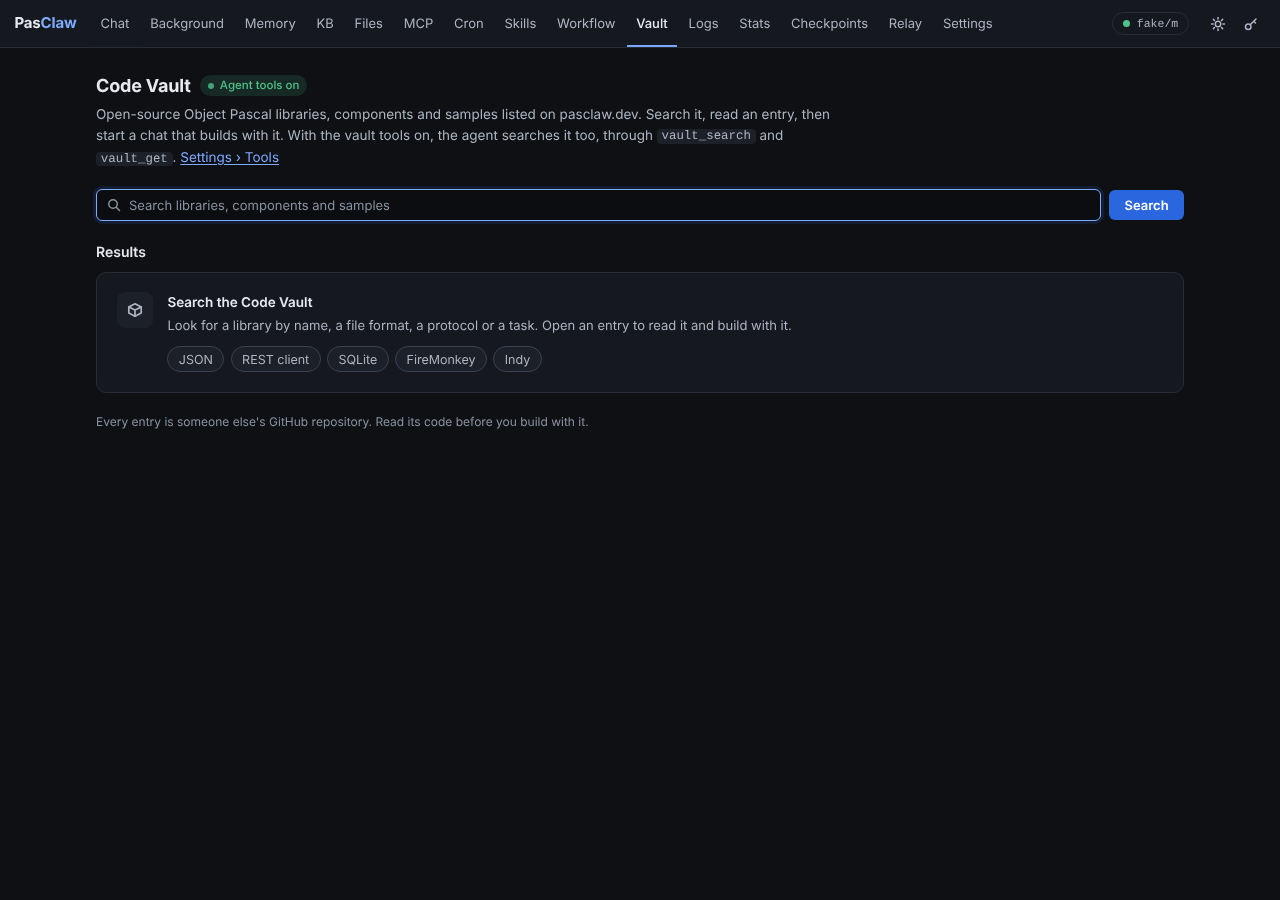 PasClaw Chat Background Memory KB Files MCP Cron Skills Workflow Vault Logs Stats Checkpoints Relay Settings fake/m
Code Vault Agent tools on
Open-source Object Pascal libraries, components and samples listed on pasclaw.dev. Search it, read an entry, then
start a chat that builds with it. With the vault tools on, the agent searches it too, through vault_search and
vault_get. Settings › Tools
Search libraries, components and samples Search
Results
Search the Code Vault
Look for a library by name, a file format, a protocol or a task. Open an entry to read it and build with it.
JSON REST client SQLite FireMonkey Indy
Every entry is someone else's GitHub repository. Read its code before you build with it.